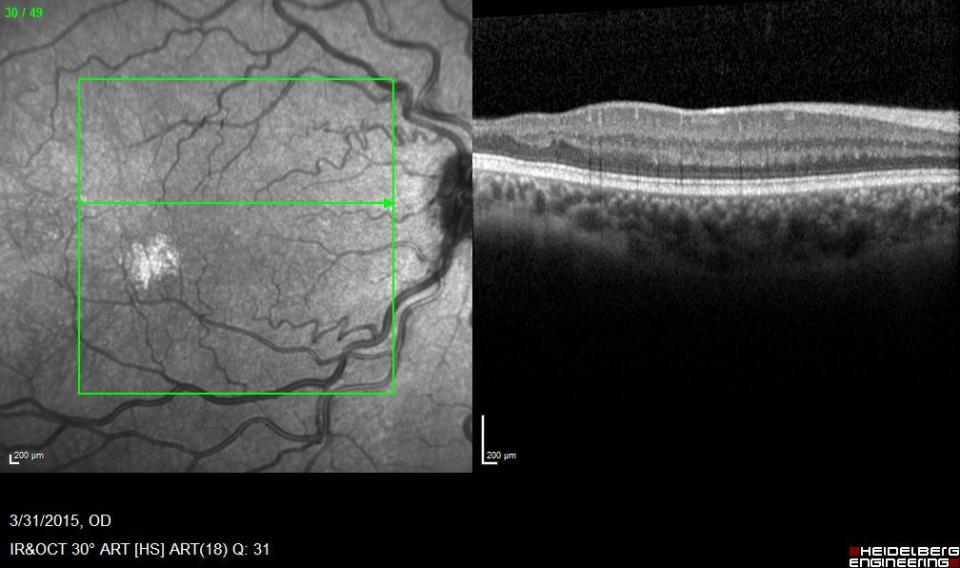 30 / 49
200 µm
200 µm
3/31/2015, OD
IR&OCT 30° ART [HS] ART(18) Q: 31
HEIDELBERG
ENGINEERING